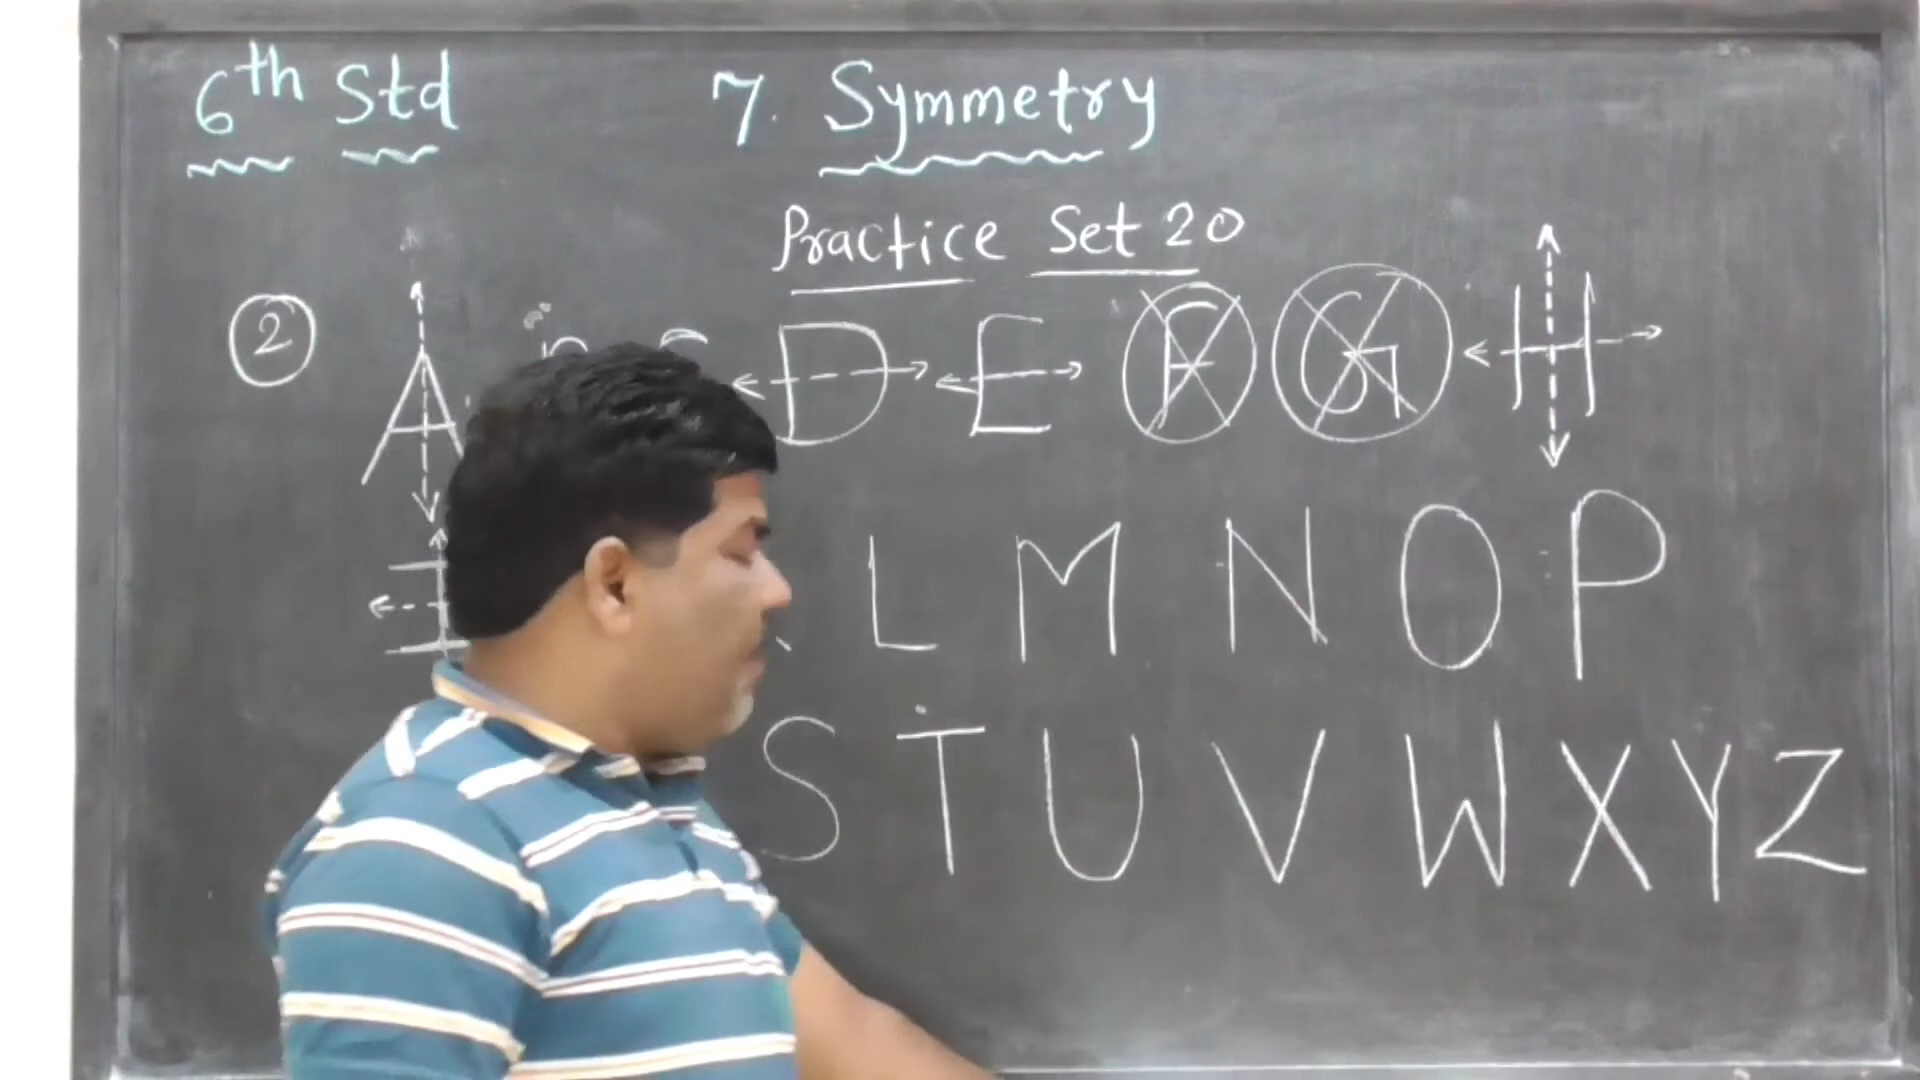 6th Std 7. Symmetry
Practice Set 20
2 A D E F G H
I L M N O P
S T U V W X Y Z